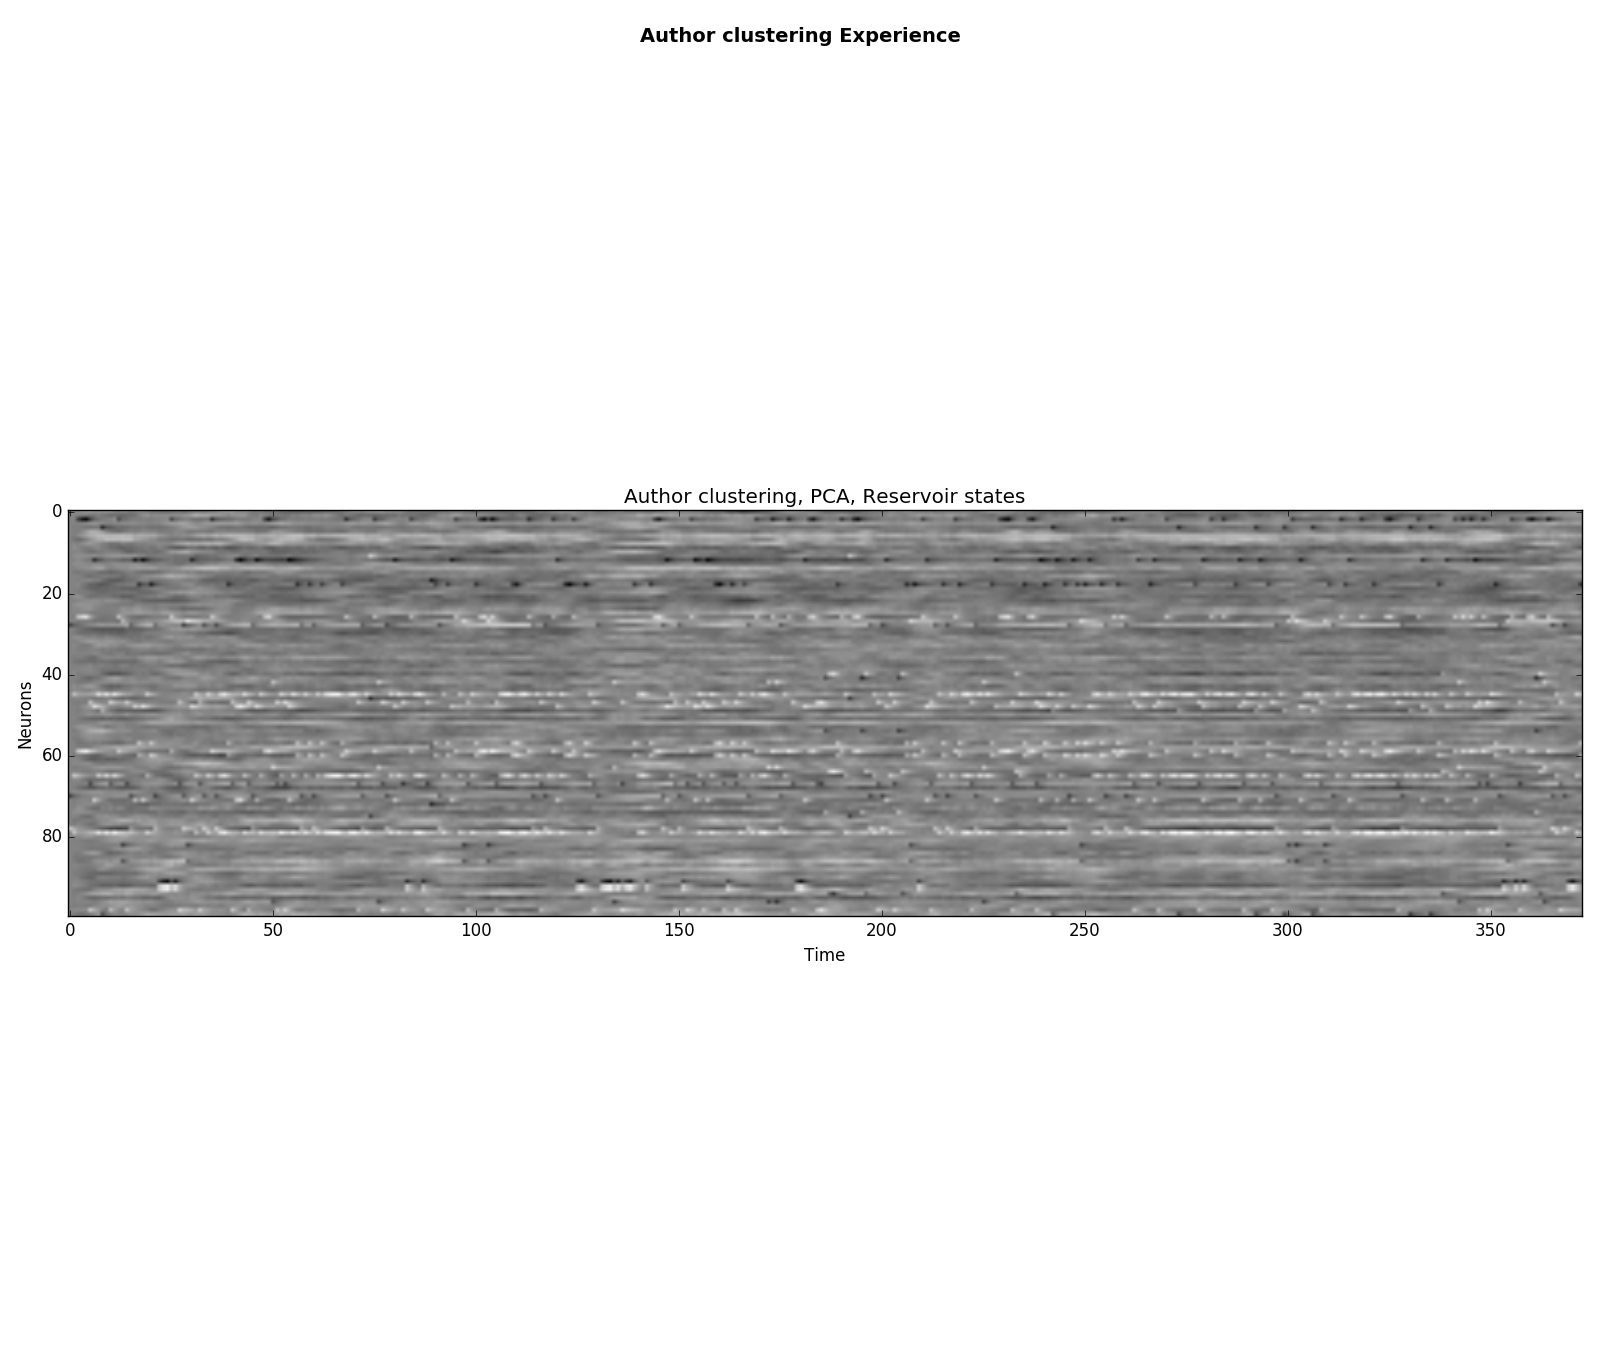 Author clustering Experience
Author clustering, PCA, Reservoir states
0
20
40
60
80
Neurons
0 50 100 150 200 250 300 350
Time